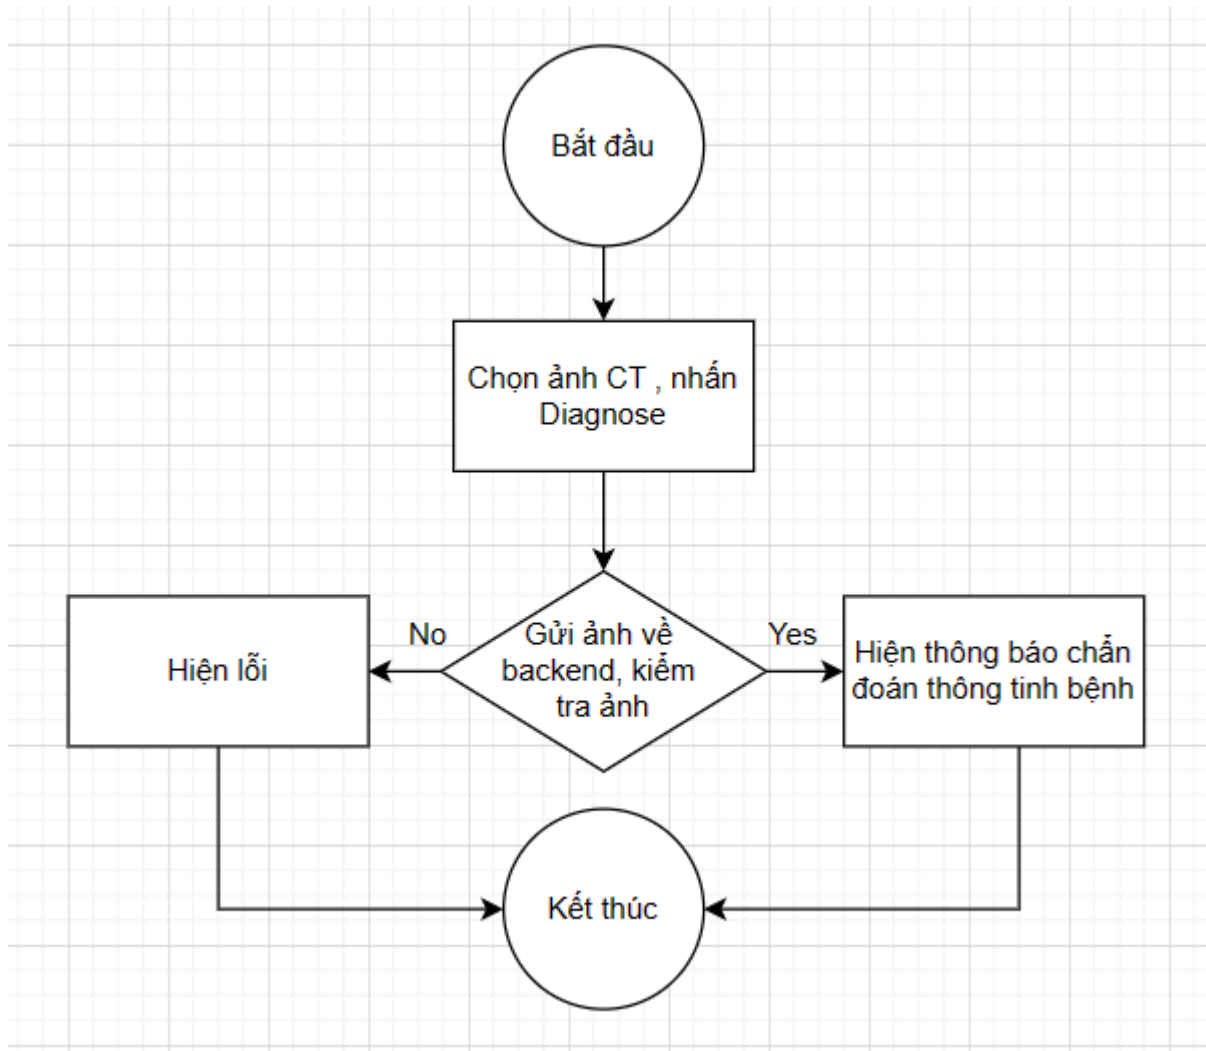 Bắt đầu
Chọn ảnh CT , nhấn
Diagnose
No
Gửi ảnh về
backend, kiểm
tra ảnh
Yes
Hiện lỗi
Hiện thông báo chẩn
đoán thông tinh bệnh
Kết thúc